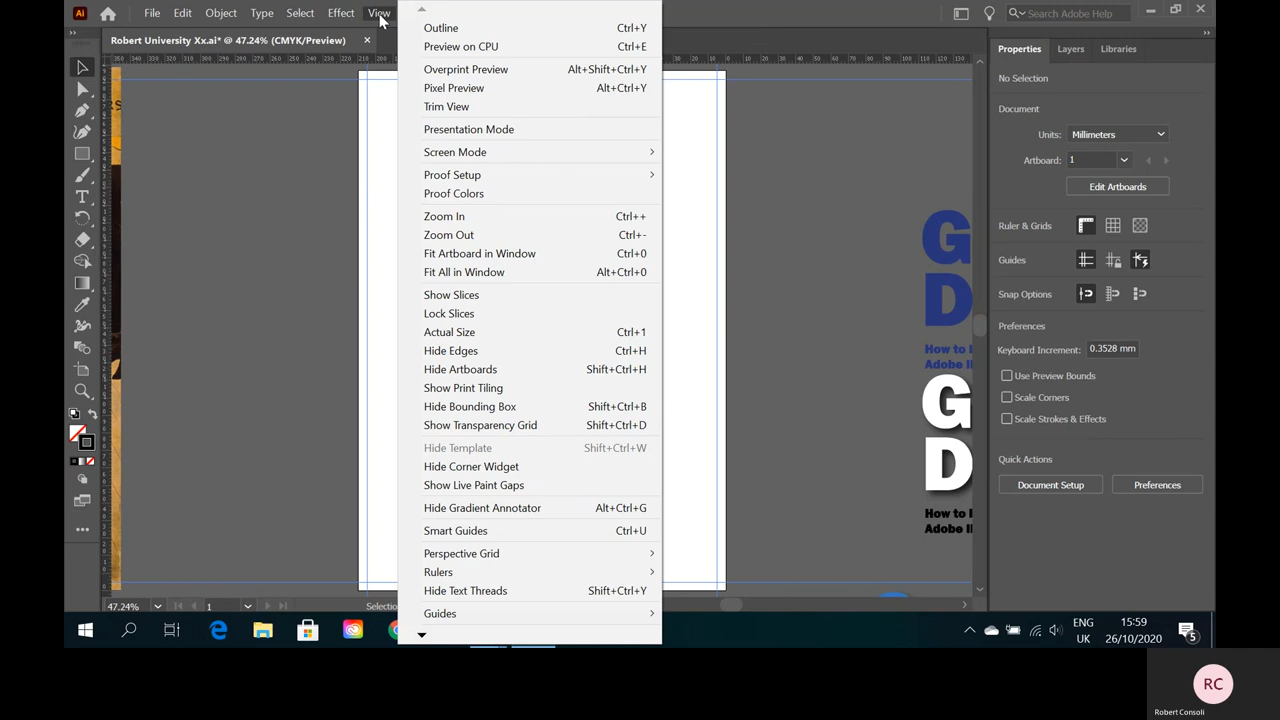 Ai File Edit Object Type Select Effect View Search Adobe Help
Robert University Xx.ai* @ 47.24% (CMYK/Preview)
Outline Ctrl+Y
Preview on CPU Ctrl+E
Overprint Preview Alt+Shift+Ctrl+Y
Pixel Preview Alt+Ctrl+Y
Trim View
Presentation Mode
Screen Mode
Proof Setup
Proof Colors
Zoom In Ctrl++
Zoom Out Ctrl+-
Fit Artboard in Window Ctrl+0
Fit All in Window Alt+Ctrl+0
Show Slices
Lock Slices
Actual Size Ctrl+1
Hide Edges Ctrl+H
Hide Artboards Shift+Ctrl+H
Show Print Tiling
Hide Bounding Box Shift+Ctrl+B
Show Transparency Grid Shift+Ctrl+D
Hide Template Shift+Ctrl+W
Hide Corner Widget
Show Live Paint Gaps
Hide Gradient Annotator Alt+Ctrl+G
Smart Guides Ctrl+U
Perspective Grid
Rulers
Hide Text Threads Shift+Ctrl+Y
Guides
G
D
How to
Adobe
G
D
How to
Adobe
Properties Layers Libraries
No Selection
Document
Units: Millimeters
Artboard: 1
Edit Artboards
Ruler & Grids
Guides
Snap Options
Preferences
Keyboard Increment: 0.3528 mm
Use Preview Bounds
Scale Corners
Scale Strokes & Effects
Quick Actions
Document Setup Preferences
47.24% 1 Selection
ENG
UK
15:59
26/10/2020
5
RC
Robert Consoli